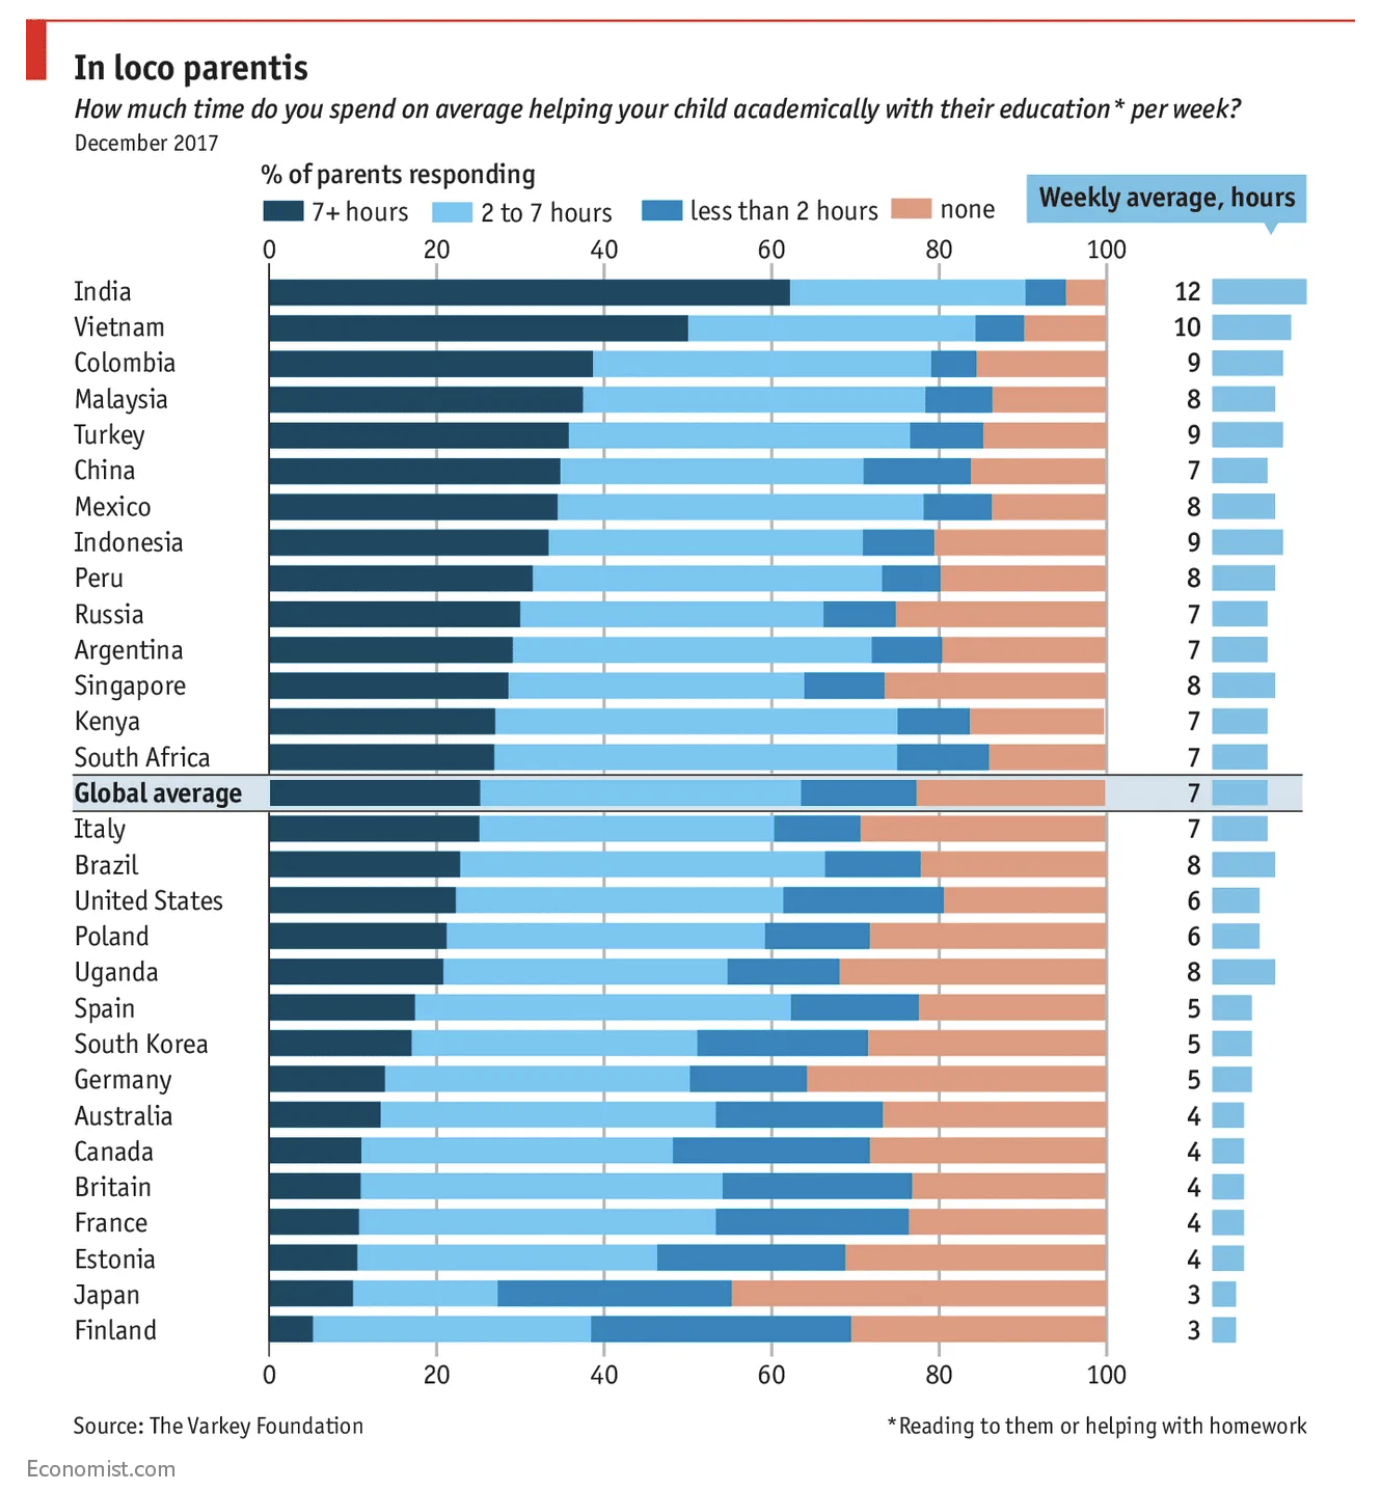 In loco parentis
How much time do you spend on average helping your child academically with their education* per week?
December 2017
% of parents responding
7+ hours 2 to 7 hours less than 2 hours none
Weekly average, hours
0 20 40 60 80 100
India 12
Vietnam 10
Colombia 9
Malaysia 8
Turkey 9
China 7
Mexico 8
Indonesia 9
Peru 8
Russia 7
Argentina 7
Singapore 8
Kenya 7
South Africa 7
Global average 7
Italy 7
Brazil 8
United States 6
Poland 6
Uganda 8
Spain 5
South Korea 5
Germany 5
Australia 4
Canada 4
Britain 4
France 4
Estonia 4
Japan 3
Finland 3
0 20 40 60 80 100
Source: The Varkey Foundation *Reading to them or helping with homework
Economist.com